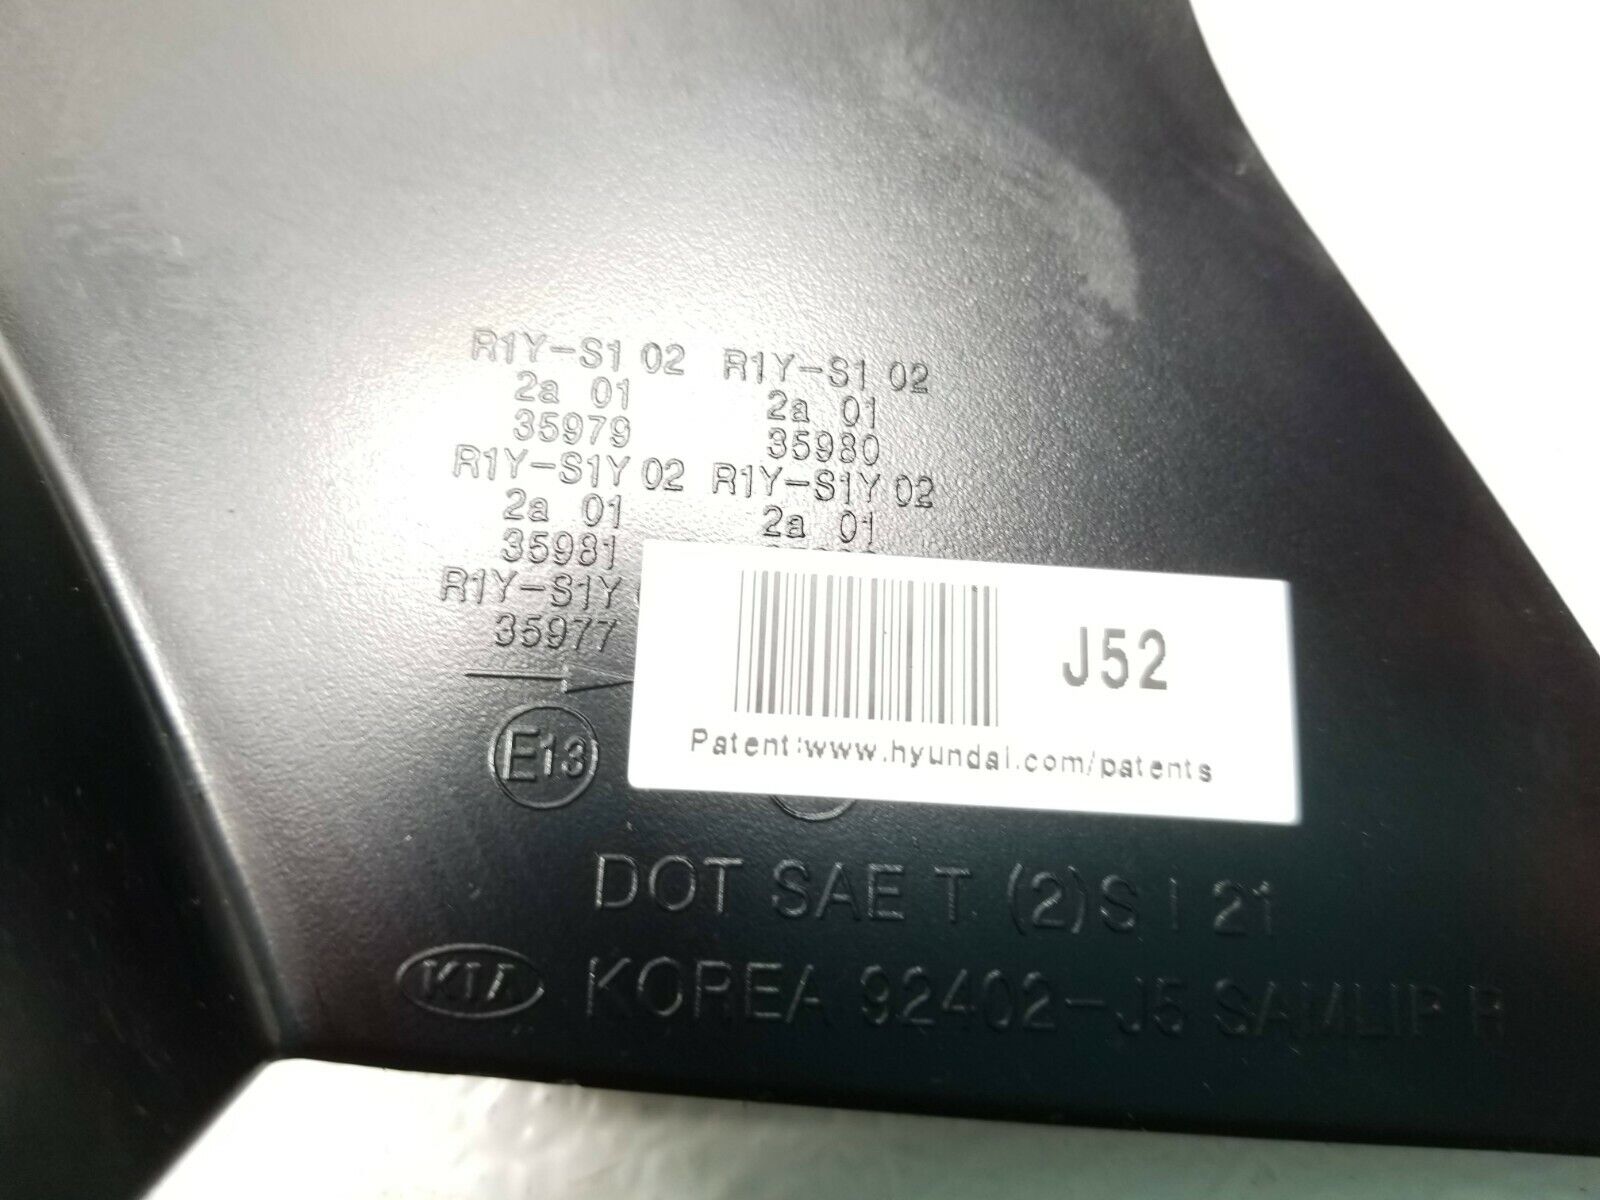 R1Y-S1 02 R1Y-S1 02
2a 01 2a 01
35979 35980
R1Y-S1Y 02 R1Y-S1Y 02
2a 01 2a 01
35981
R1Y-S1Y
35977
J52
E13
Patent:www.hyundai.com/patents
DOT SAE T (2)S I 21
KIA KOREA 92402-J5 SAMLIP R